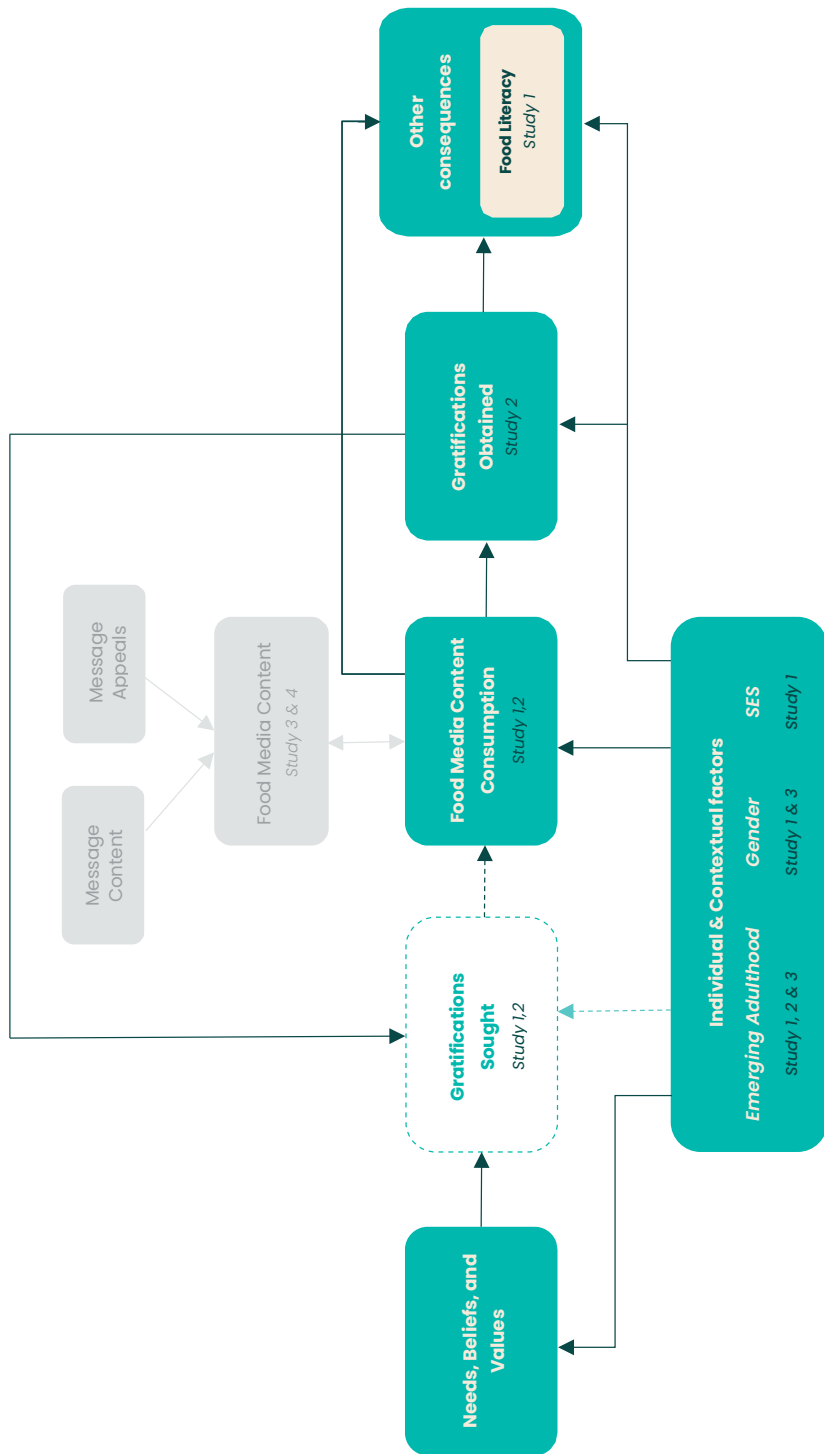 Message
Content
Message
Appeals
Food Media Content
Study 3 & 4
Needs, Beliefs, and
Values
Gratifications
Sought
Study 1,2
Food Media Content
Consumption
Study 1,2
Gratifications
Obtained
Study 2
Other
consequences
Food Literacy
Study 1
Individual & Contextual factors
Emerging Adulthood
Study 1, 2 & 3
Gender
Study 1 & 3
SES
Study 1